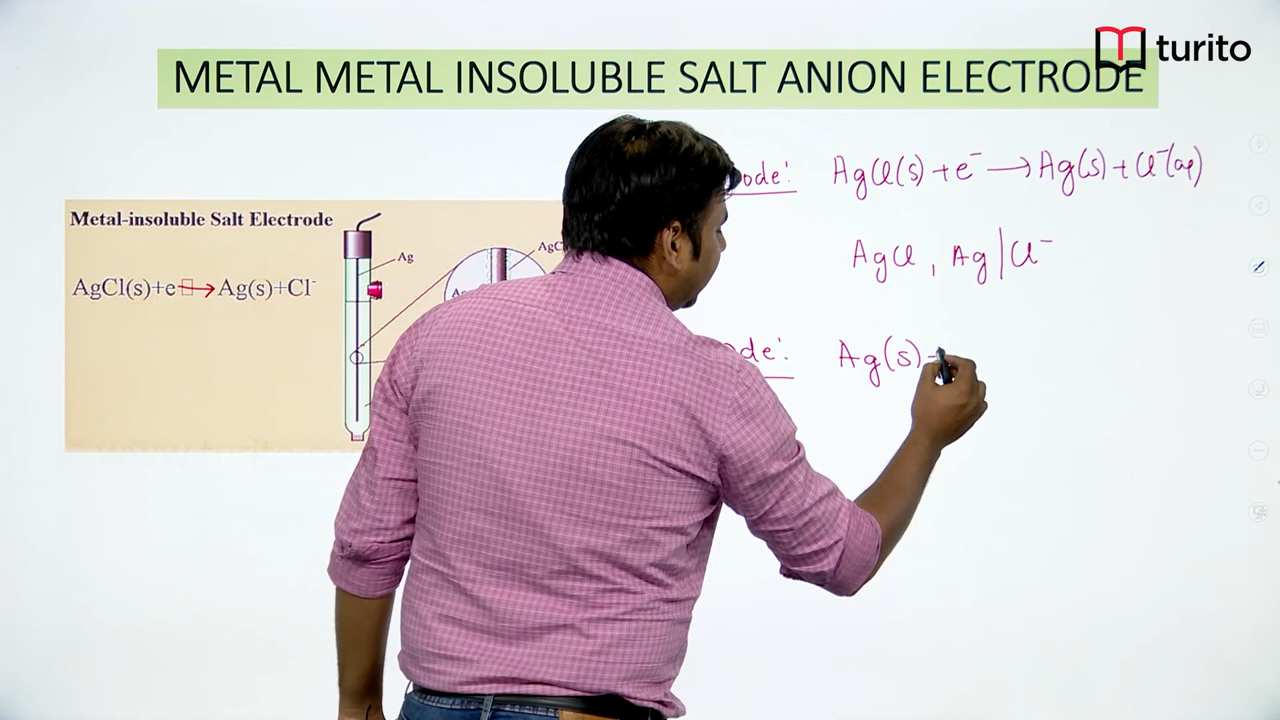 turito
METAL METAL INSOLUBLE SALT ANION ELECTRODE
ode: AgCl(s) + e⁻ ⟶ Ag(s) + Cl⁻(aq)
AgCl , Ag | Cl⁻
ode: Ag(s)
Metal-insoluble Salt Electrode
AgCl(s)+e⟶Ag(s)+Cl⁻
Ag
AgC